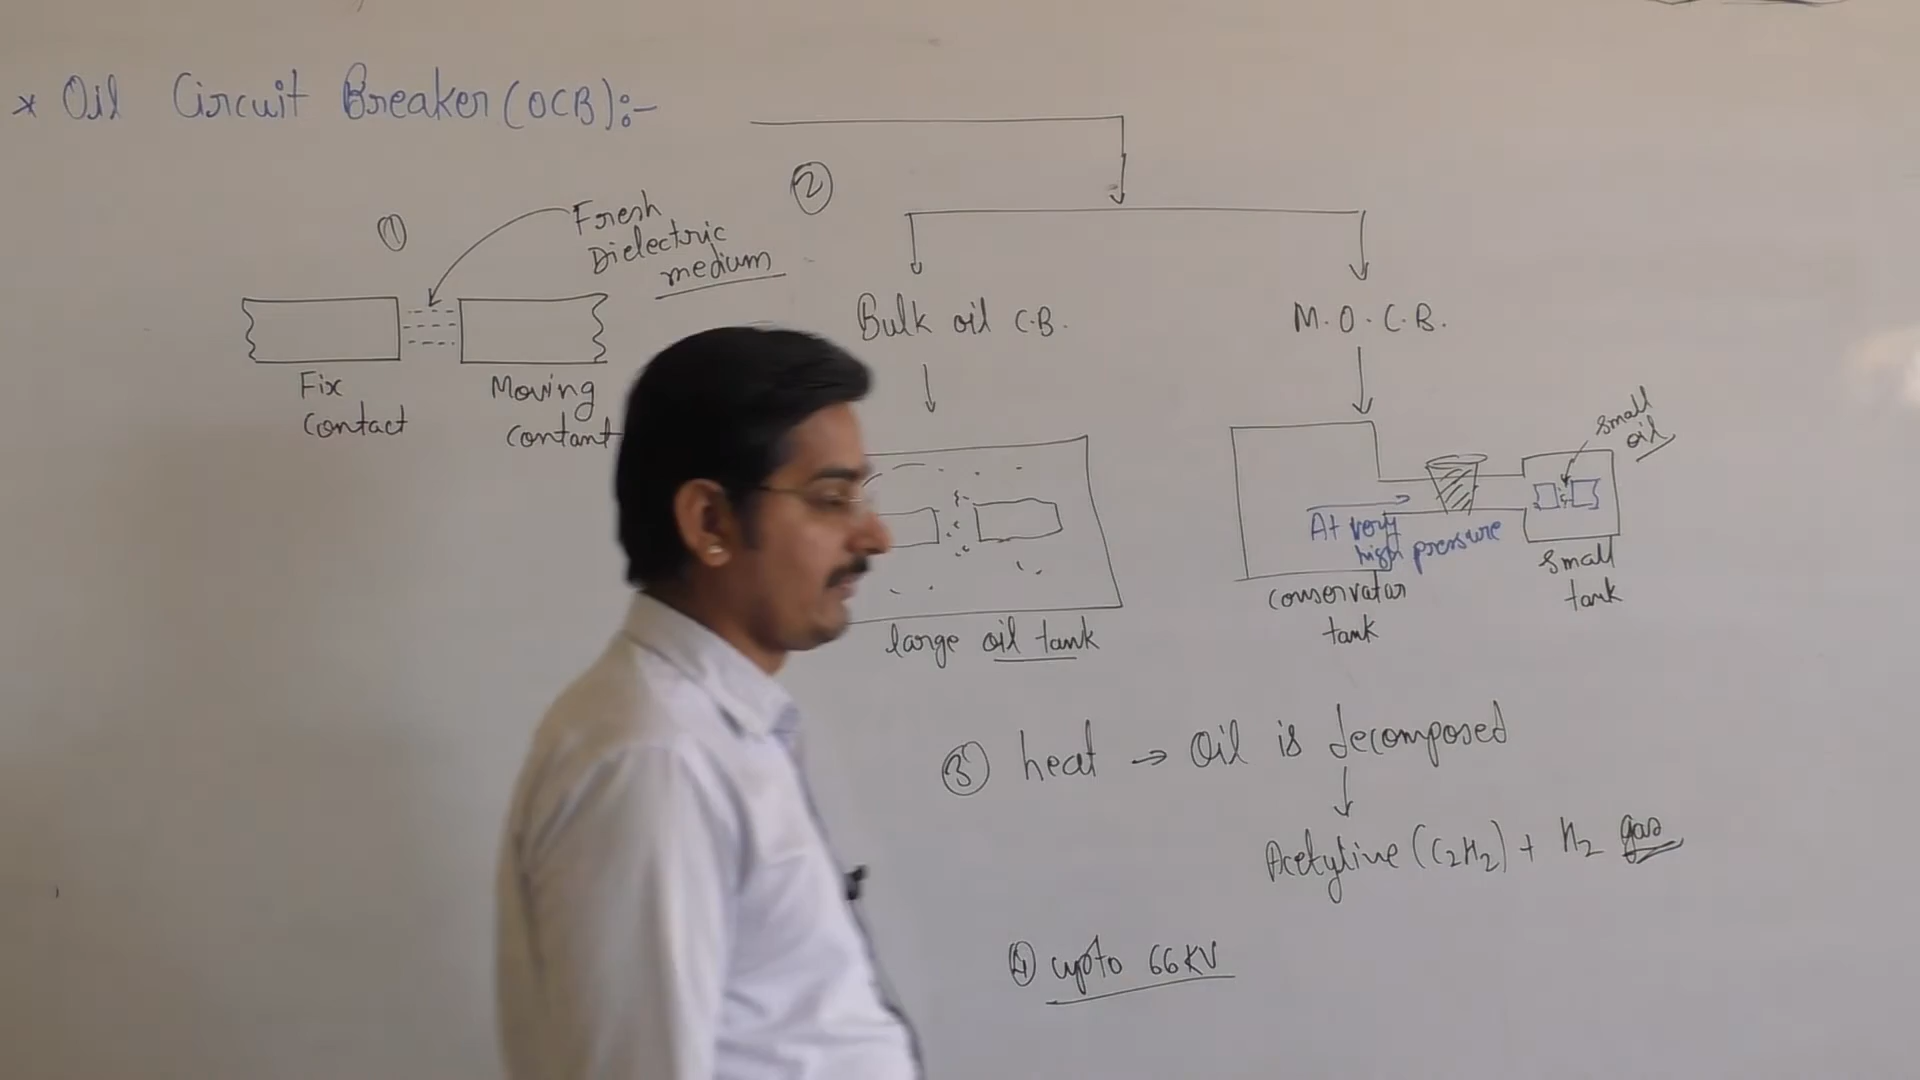 * Oil Circuit Breaker (OCB):-
①
Fresh
Dielectric
medium
Fix
Contact
Moving
Contant
②
Bulk oil C.B.
large oil tank
M.O.C.B.
small
oil
At very
high pressure
small
tank
Conservatar
tank
③ heat → Oil is decomposed
Acetyline (C2H2) + H2 gas
④ upto 66KV